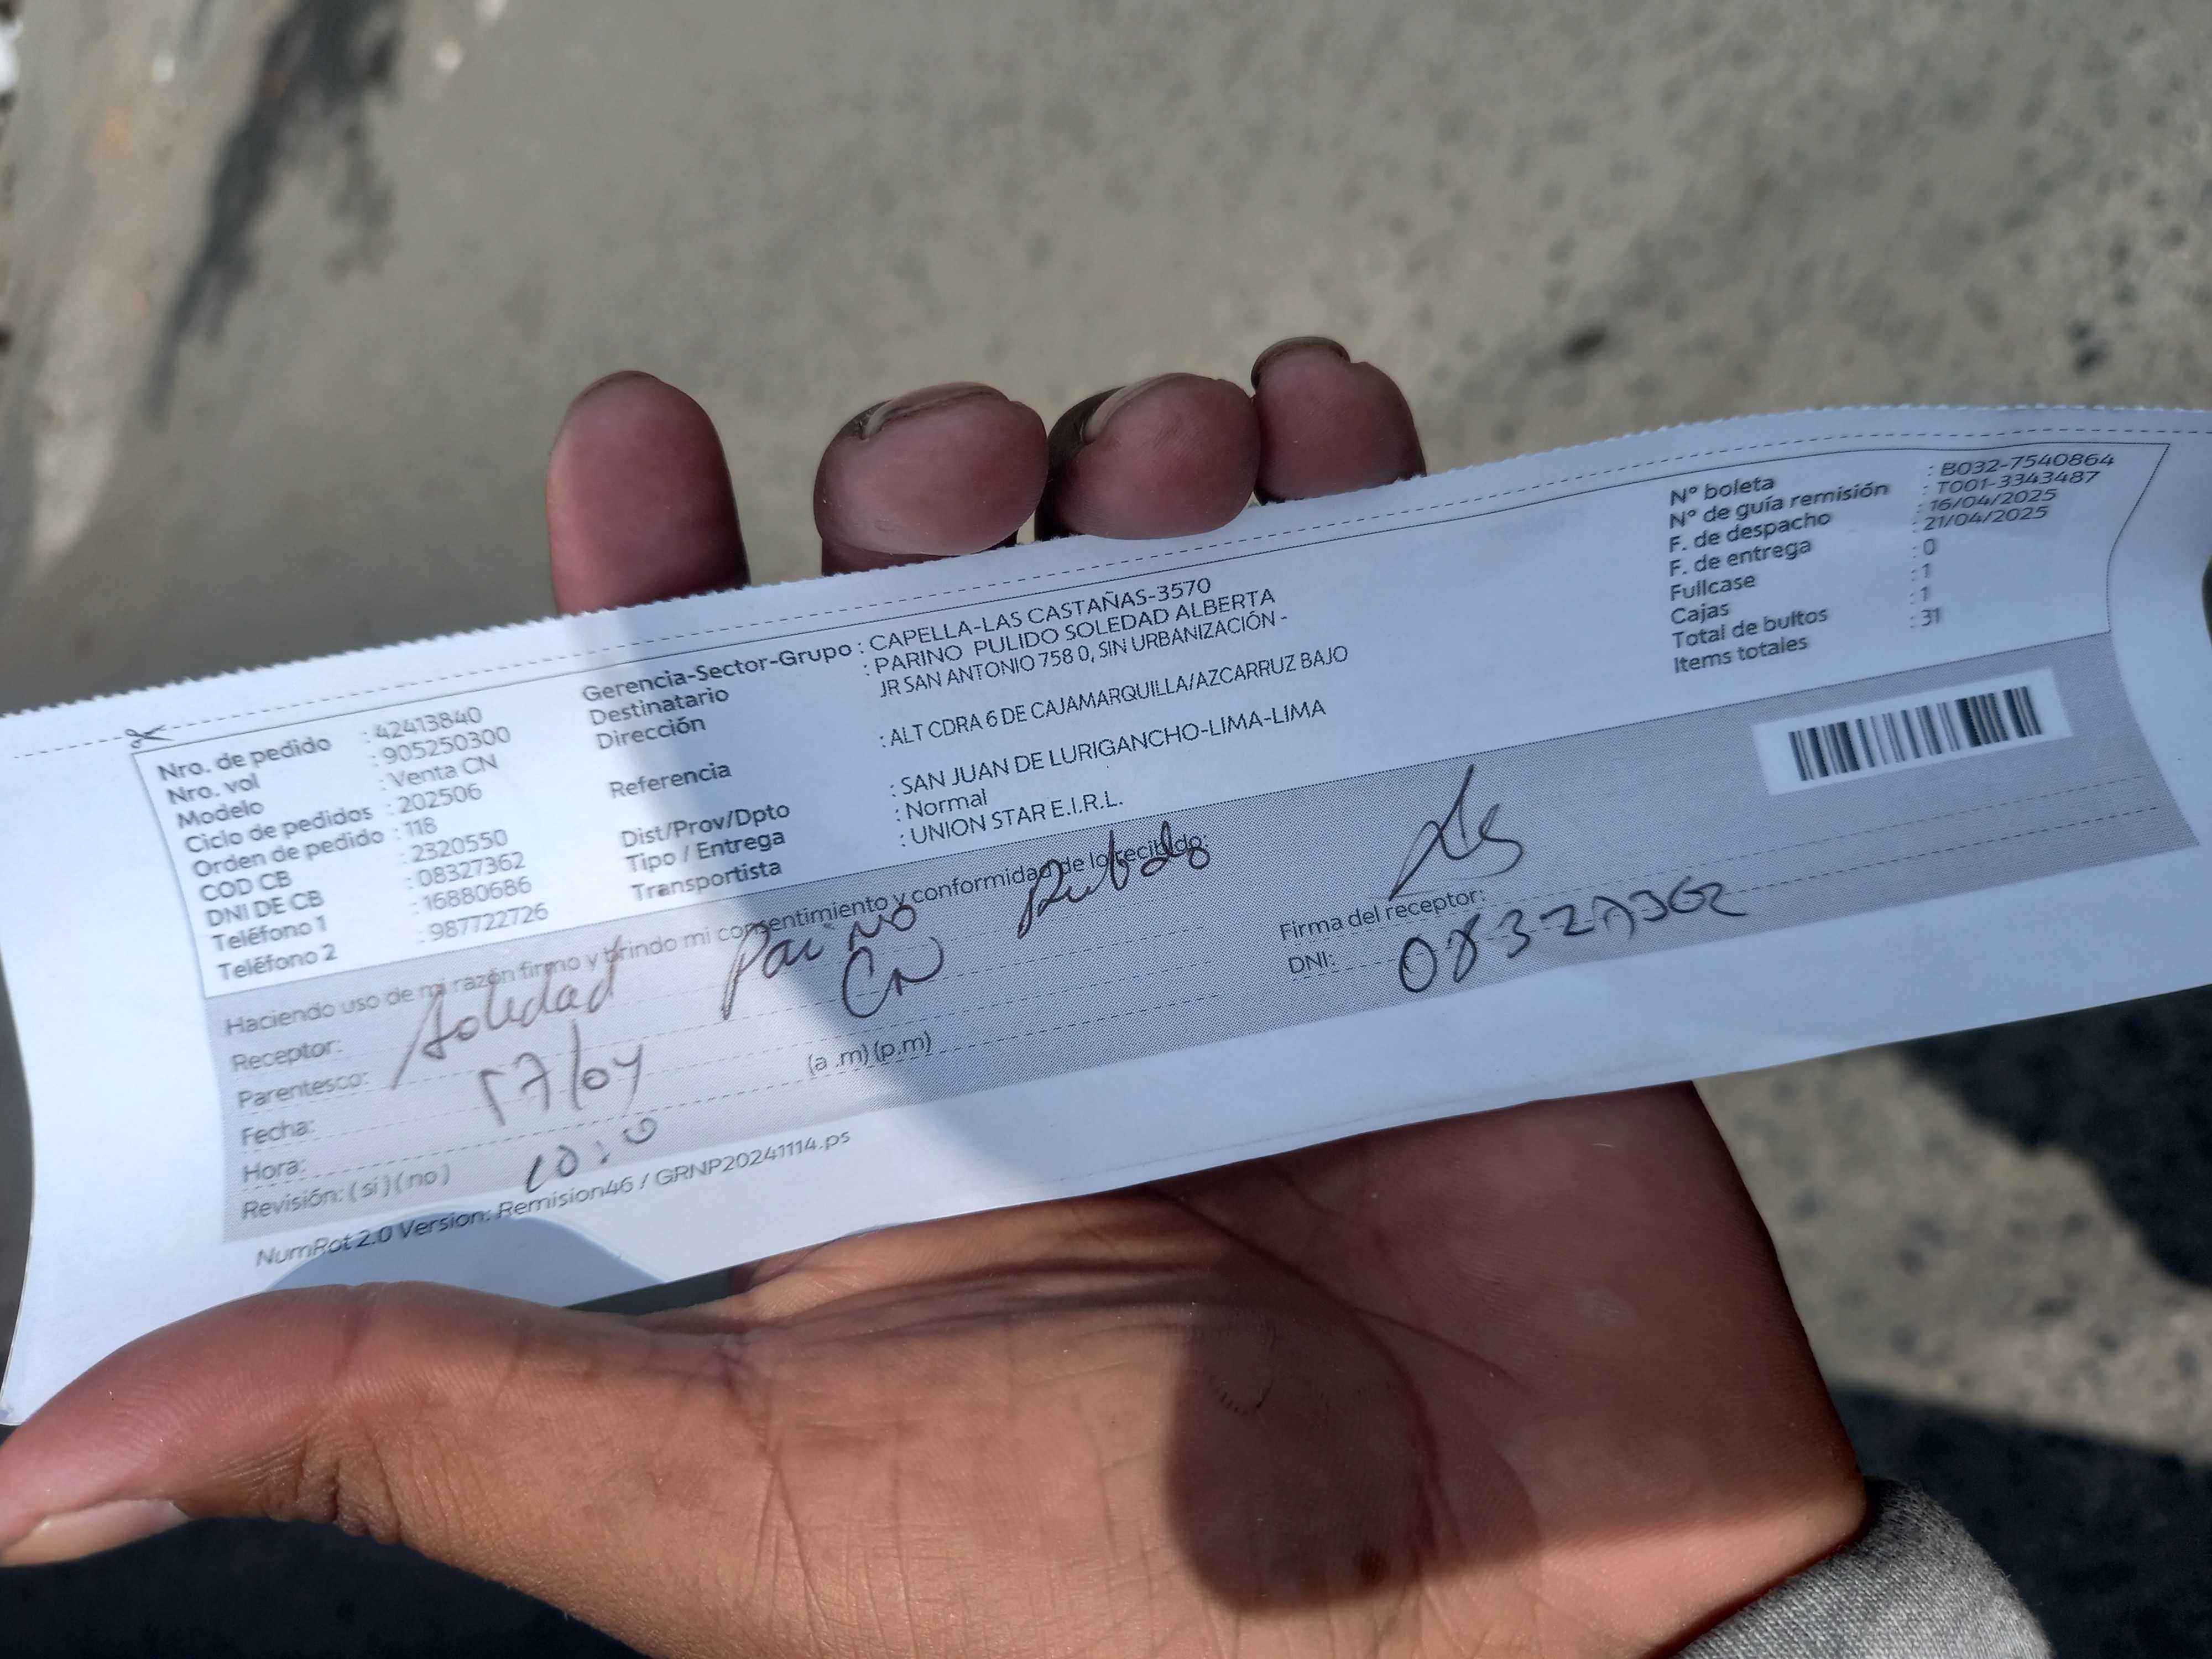 Nro. de pedido : 42413840
Nro. vol : 905250300
Modelo : Venta CN
Ciclo de pedidos : 202506
Orden de pedido : 118
COD CB : 2320550
DNI DE CB : 08327362
Teléfono 1 : 16880686
Teléfono 2 : 987722726
Gerencia-Sector-Grupo : CAPELLA-LAS CASTAÑAS-3570
Destinatario : PARINO PULIDO SOLEDAD ALBERTA
Dirección JR SAN ANTONIO 758 0, SIN URBANIZACIÓN -
Referencia : ALT CDRA 6 DE CAJAMARQUILLA/AZCARRUZ BAJO
Dist/Prov/Dpto : SAN JUAN DE LURIGANCHO-LIMA-LIMA
Tipo / Entrega : Normal
Transportista : UNION STAR E.I.R.L.
N° boleta : B032-7540864
N° de guía remisión : T001-3343487
F. de despacho : 16/04/2025
F. de entrega : 21/04/2025
Fullcase : 0
Cajas : 1
Total de bultos : 1
Items totales : 31
Haciendo uso de mi razón firmo y brindo mi consentimiento y conformidad de lo recibido:
Receptor: Soledad Parino
Parentesco: CN
Fecha: 17/04
Hora: (a .m) (p.m)
Revisión: ( si ) ( no )
Firma del receptor:
DNI: 08327362
NumRot 2.0 Version: Remision46 / GRNP20241114.ps